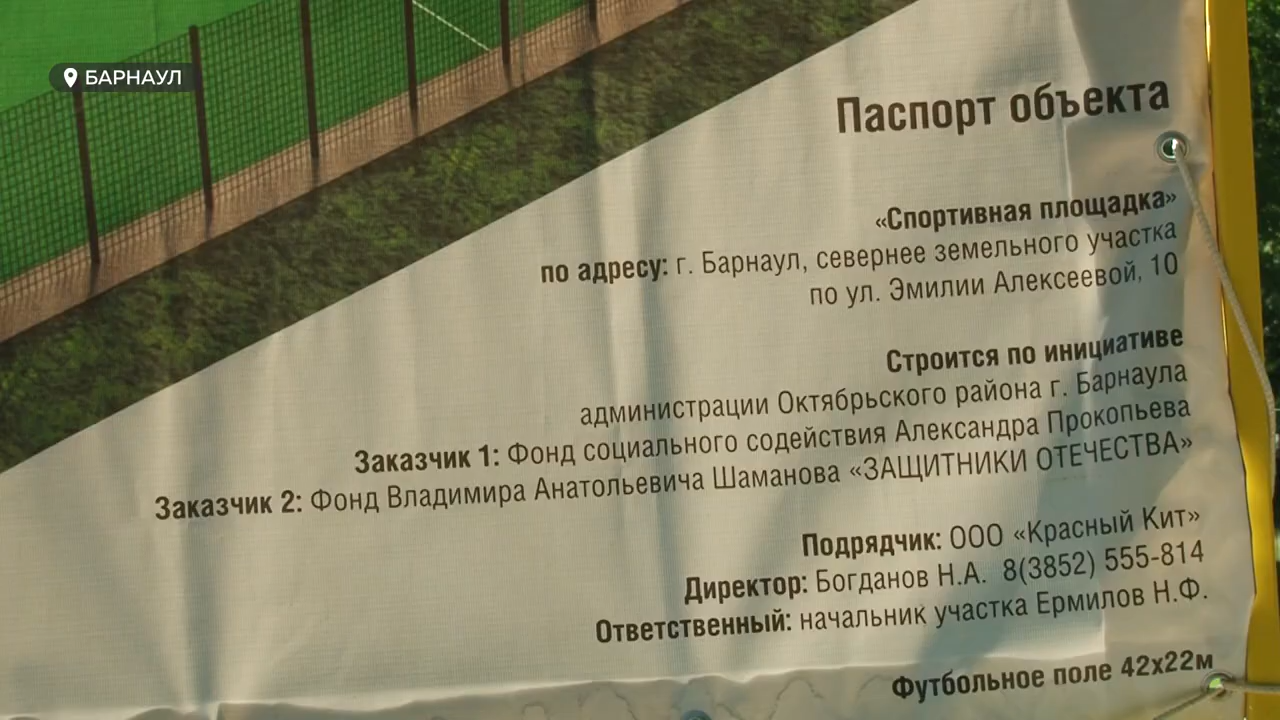 БАРНАУЛ
Паспорт объекта
«Спортивная площадка»
по адресу: г. Барнаул, севернее земельного участка
по ул. Эмилии Алексеевой, 10
Строится по инициативе
администрации Октябрьского района г. Барнаула
Заказчик 1: Фонд социального содействия Александра Прокопьева
Заказчик 2: Фонд Владимира Анатольевича Шаманова «ЗАЩИТНИКИ ОТЕЧЕСТВА»
Подрядчик: ООО «Красный Кит»
Директор: Богданов Н.А. 8(3852) 555-814
Ответственный: начальник участка Ермилов Н.Ф.
Футбольное поле 42х22м